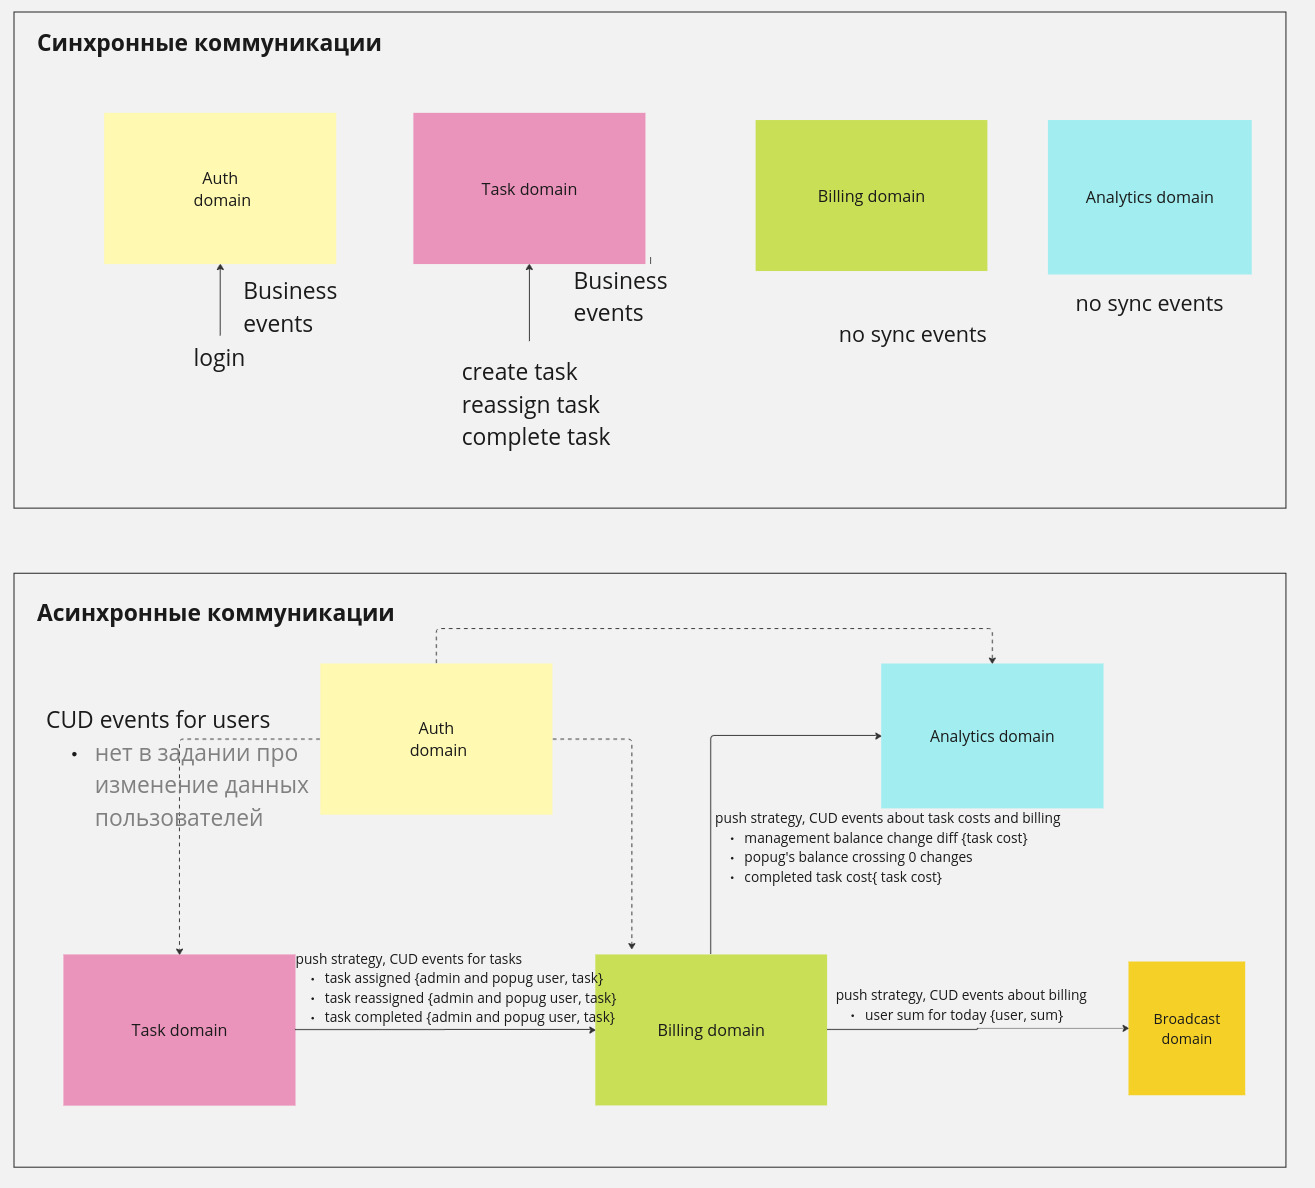 Синхронные коммуникации
Auth
domain
Task domain
Billing domain
Analytics domain
Business
events
login
Business
events
create task
reassign task
complete task
no sync events
no sync events
Асинхронные коммуникации
CUD events for users
• нет в задании про
изменение данных
пользователей
Auth
domain
Analytics domain
push strategy, CUD events about task costs and billing
• management balance change diff {task cost}
• popug's balance crossing 0 changes
• completed task cost{ task cost}
Task domain
push strategy, CUD events for tasks
• task assigned {admin and popug user, task}
• task reassigned {admin and popug user, task}
• task completed {admin and popug user, task}
Billing domain
push strategy, CUD events about billing
• user sum for today {user, sum}
Broadcast
domain